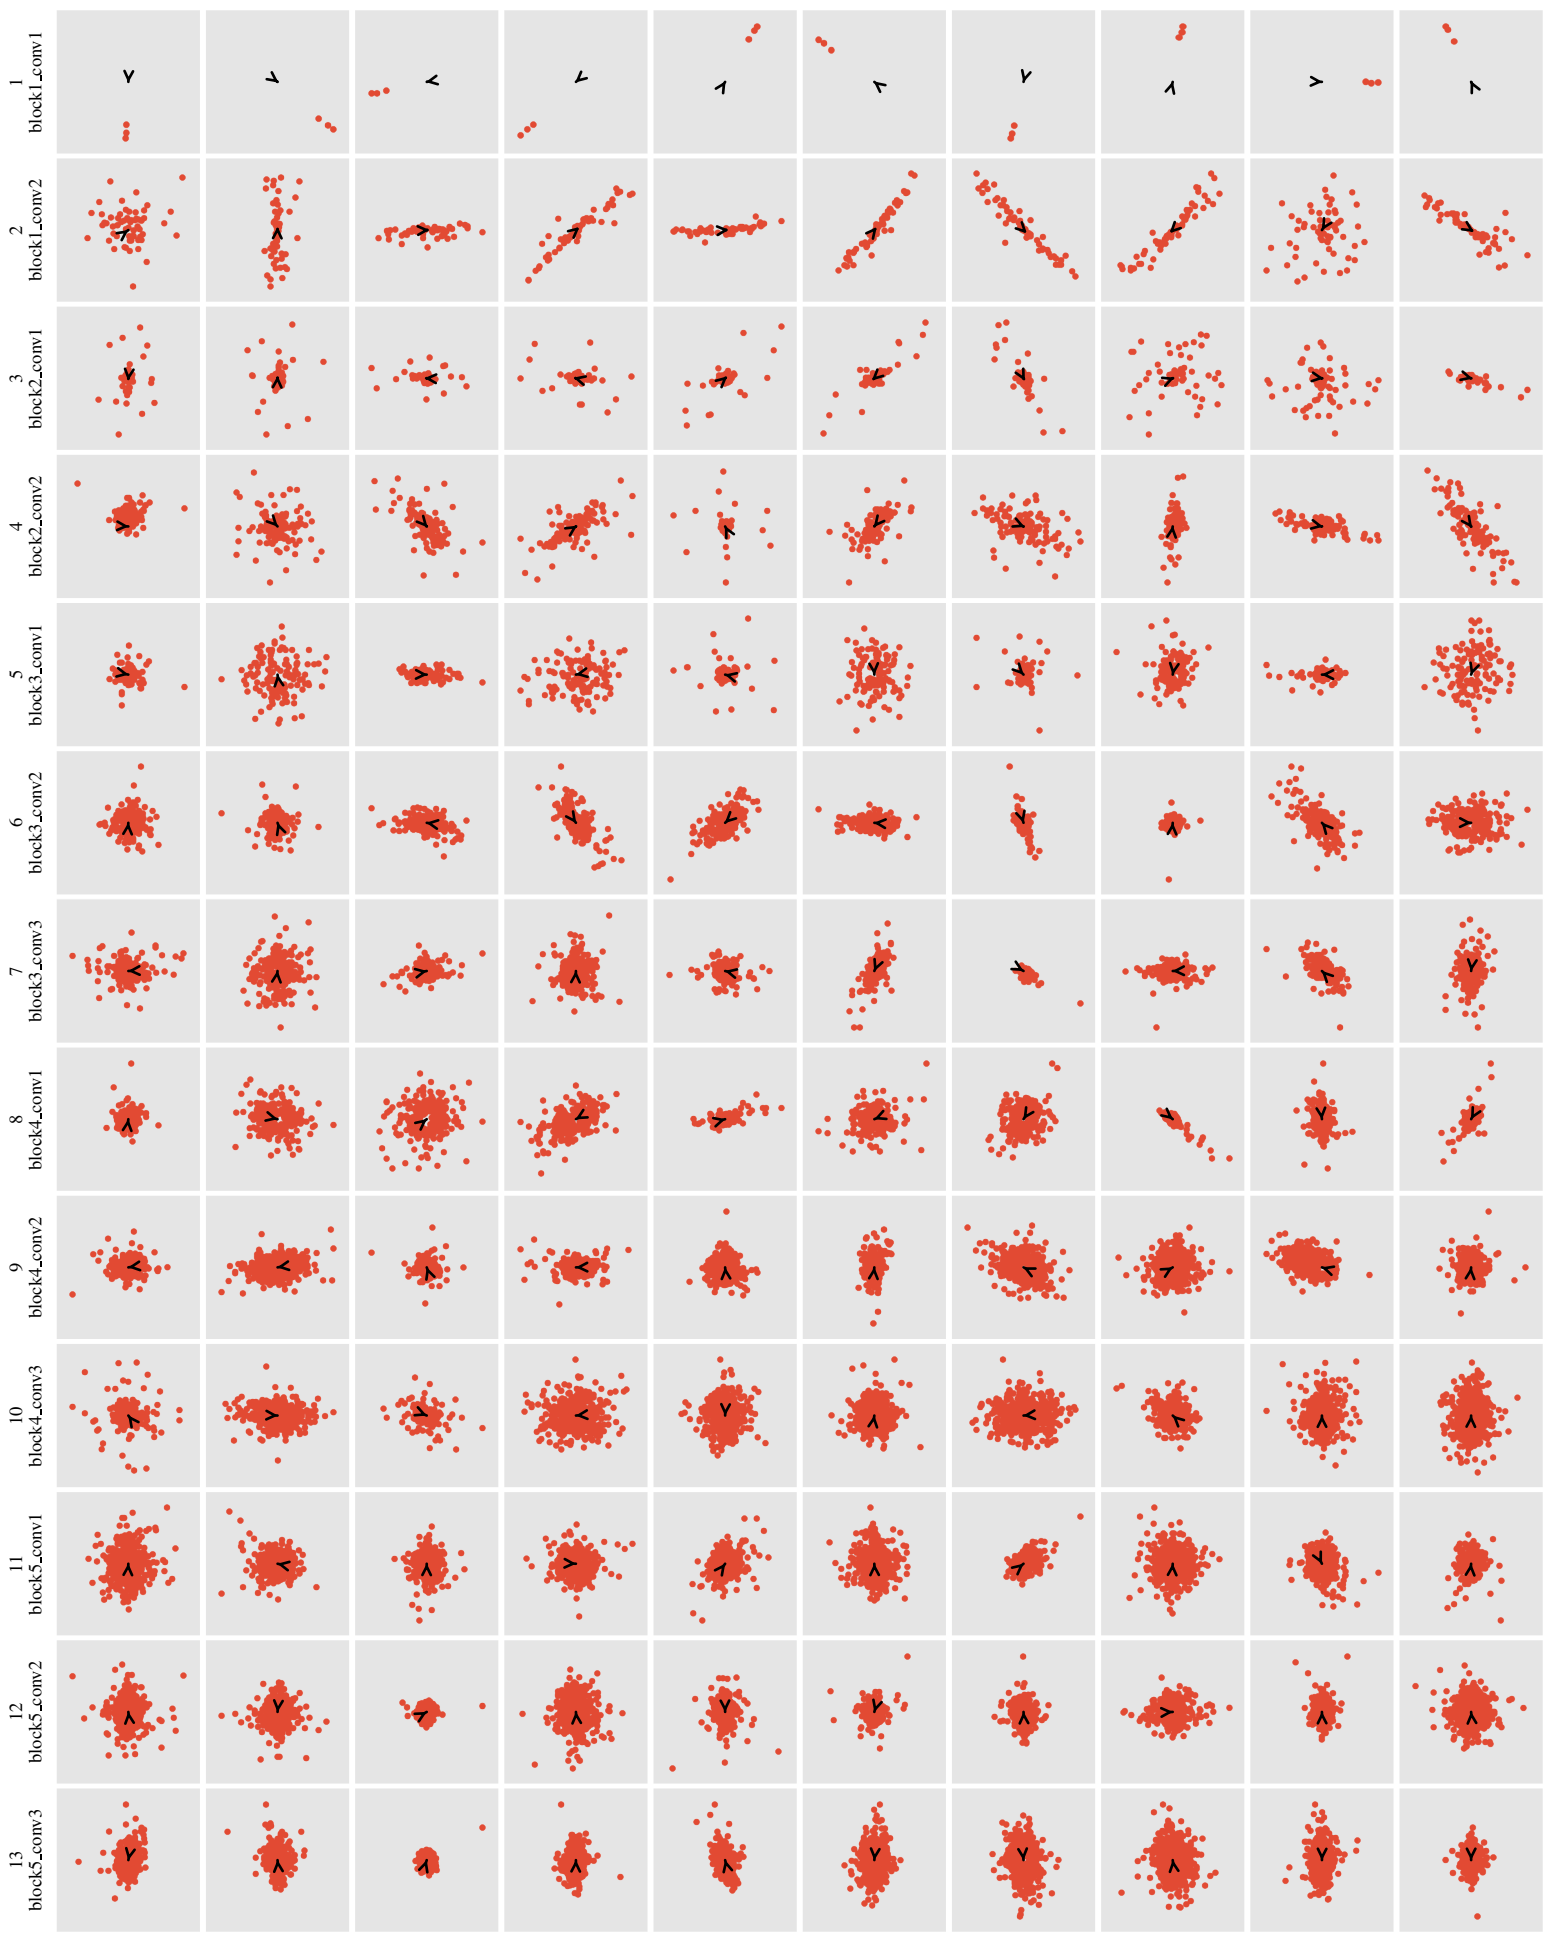 1
block1_conv1
2
block1_conv2
3
block2_conv1
4
block2_conv2
5
block3_conv1
6
block3_conv2
7
block3_conv3
8
block4_conv1
9
block4_conv2
10
block4_conv3
11
block5_conv1
12
block5_conv2
13
block5_conv3